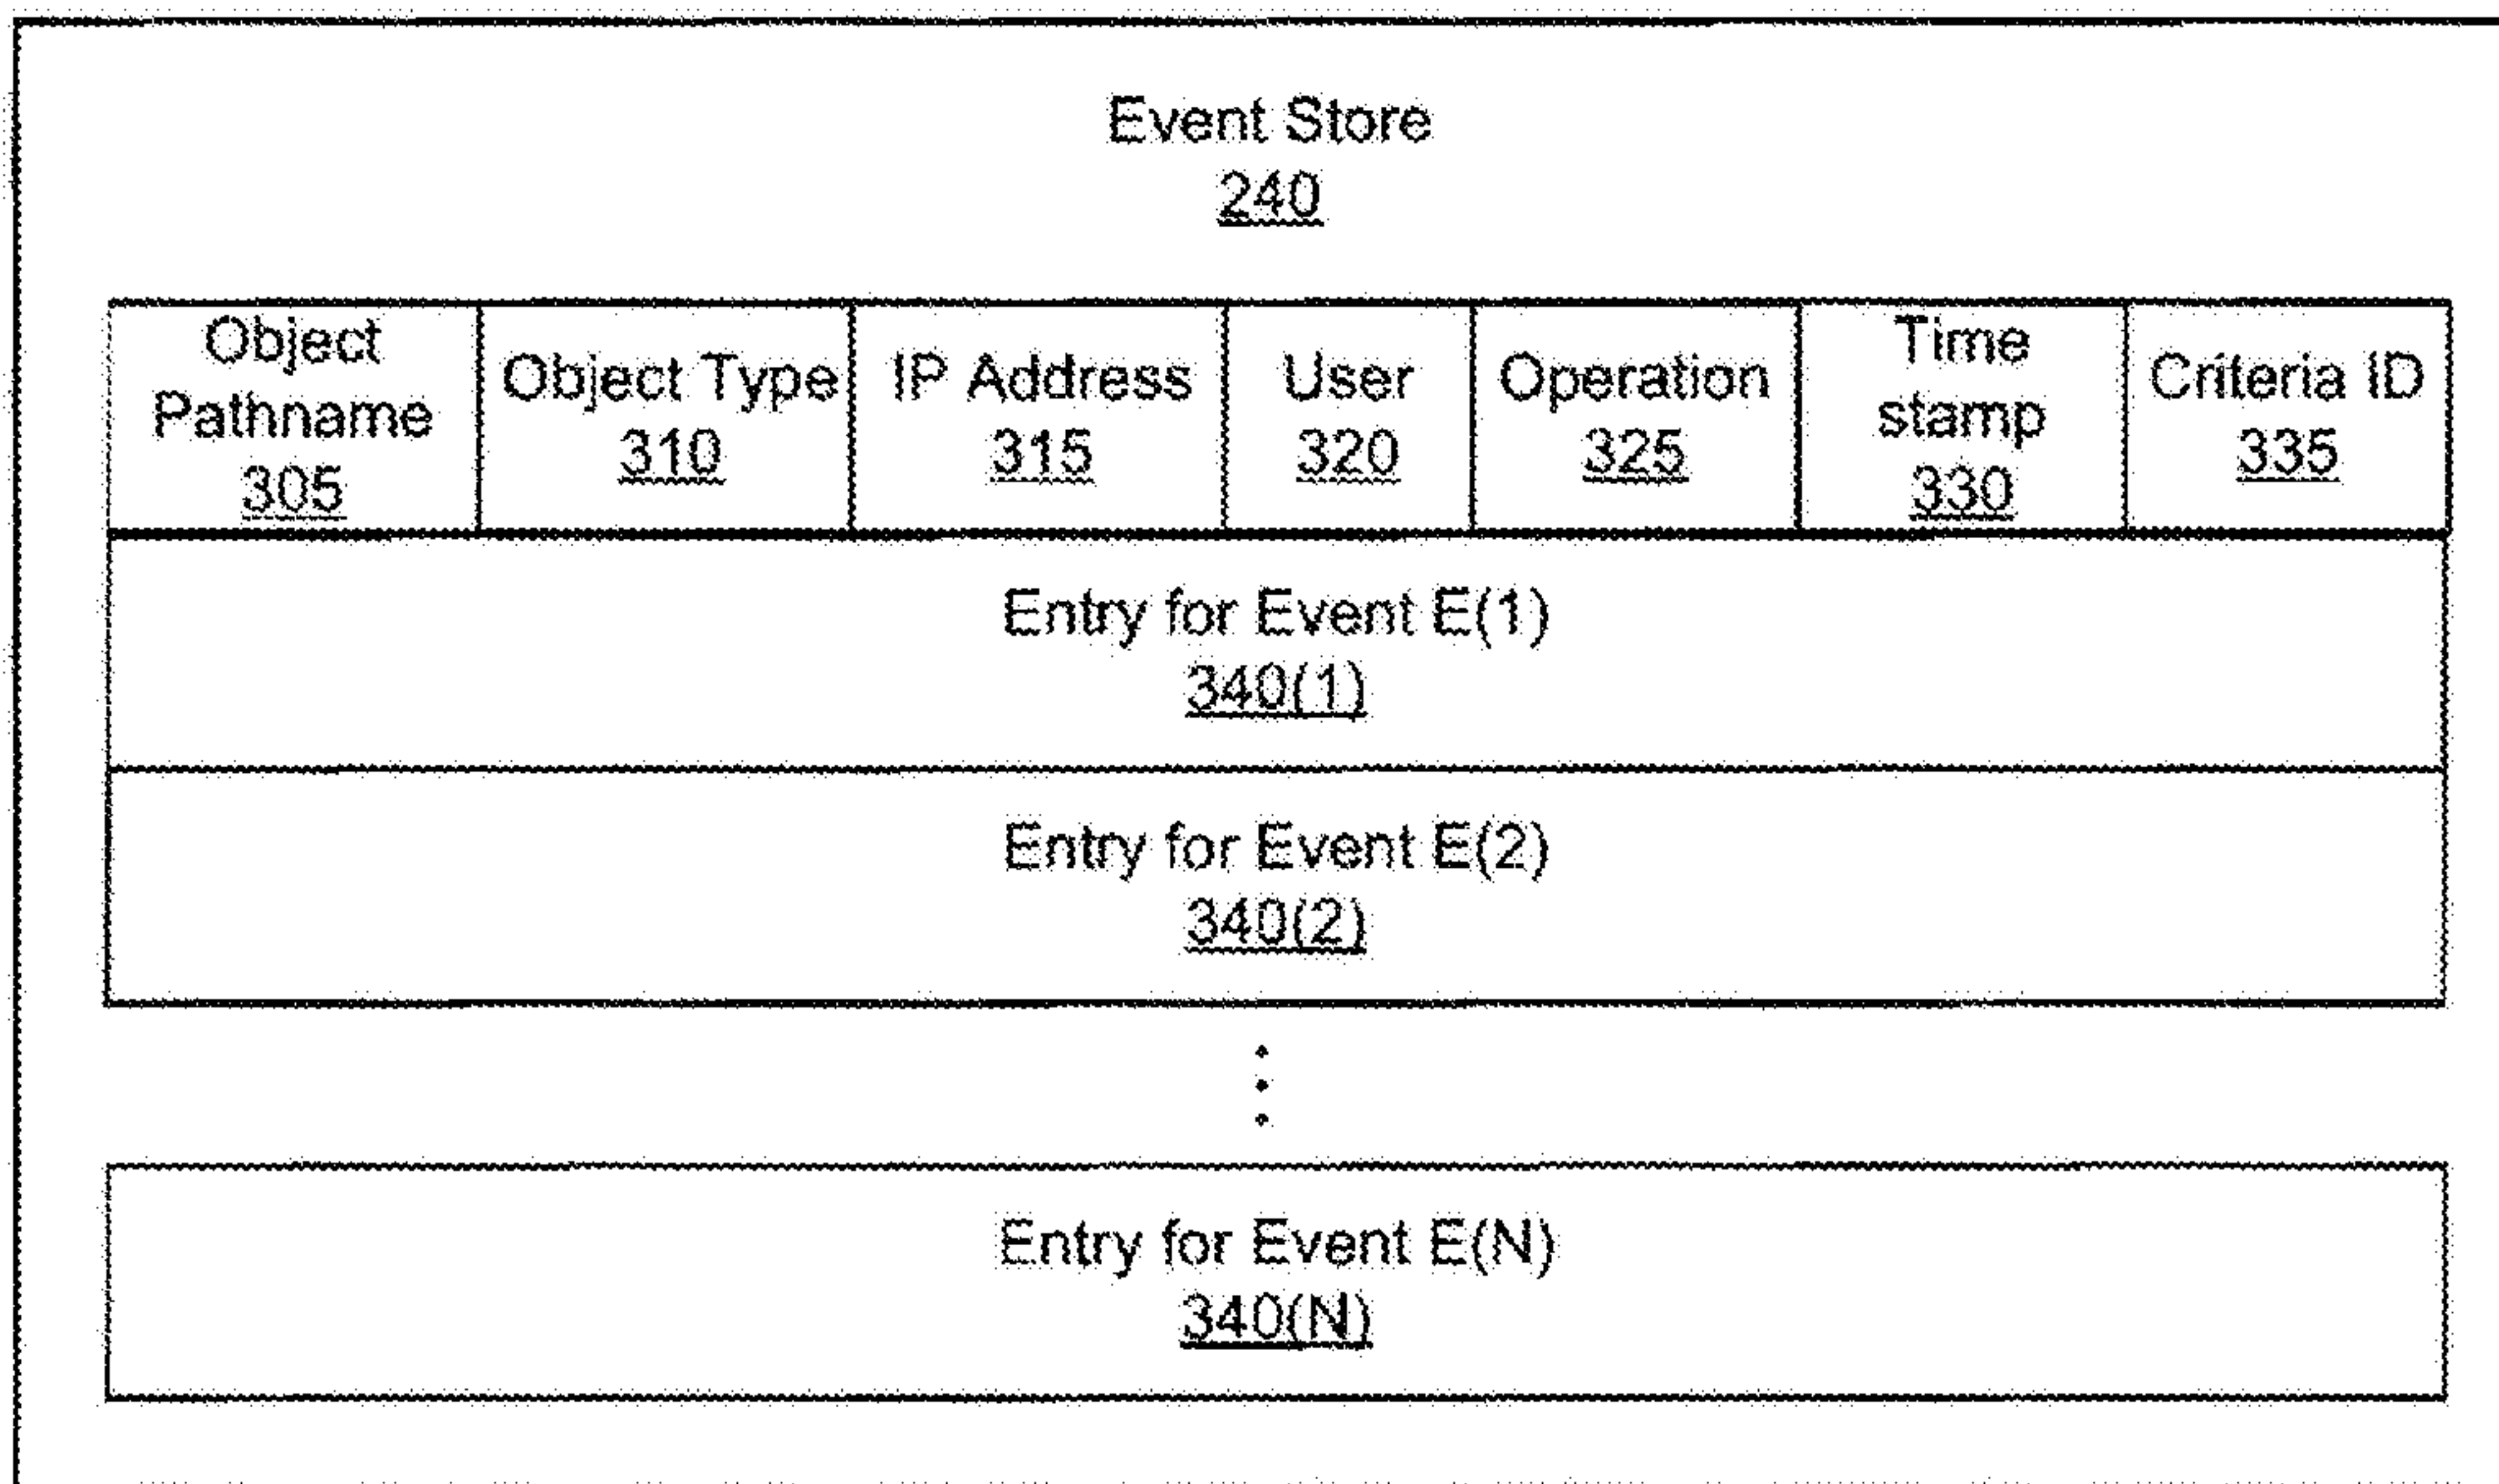 Event Store
240
Object
Pathname
305
Object Type
310
IP Address
315
User
320
Operation
325
Time
stamp
330
Criteria ID
335
Entry for Event E(1)
340(1)
Entry for Event E(2)
340(2)
Entry for Event E(N)
340(N)